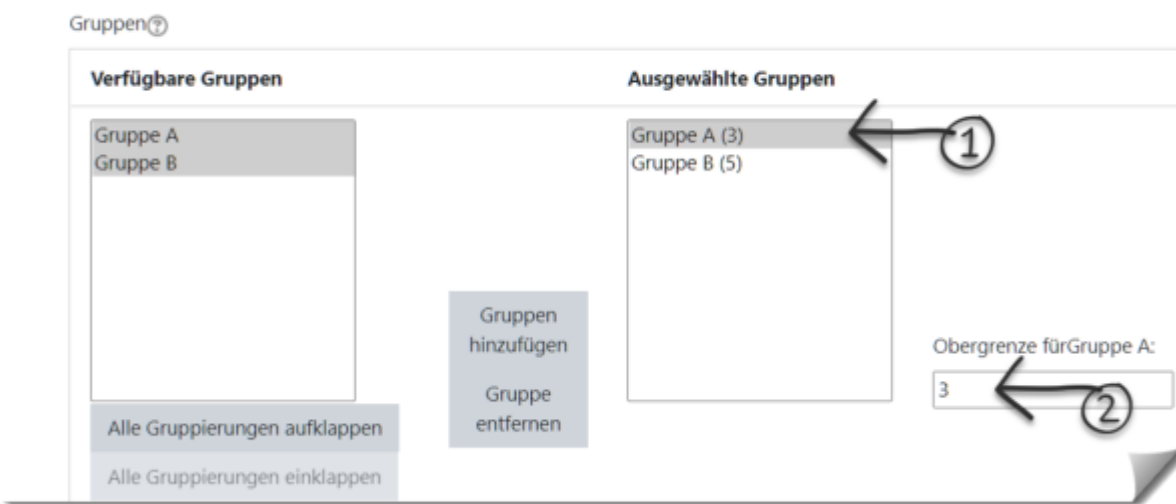 Gruppen?
Verfügbare Gruppen
Ausgewählte Gruppen
Gruppe A
Gruppe B
Gruppe A (3)
Gruppe B (5)
1
Gruppen
hinzufügen
Gruppe
entfernen
Obergrenze fürGruppe A:
3
2
Alle Gruppierungen aufklappen
Alle Gruppierungen einklappen